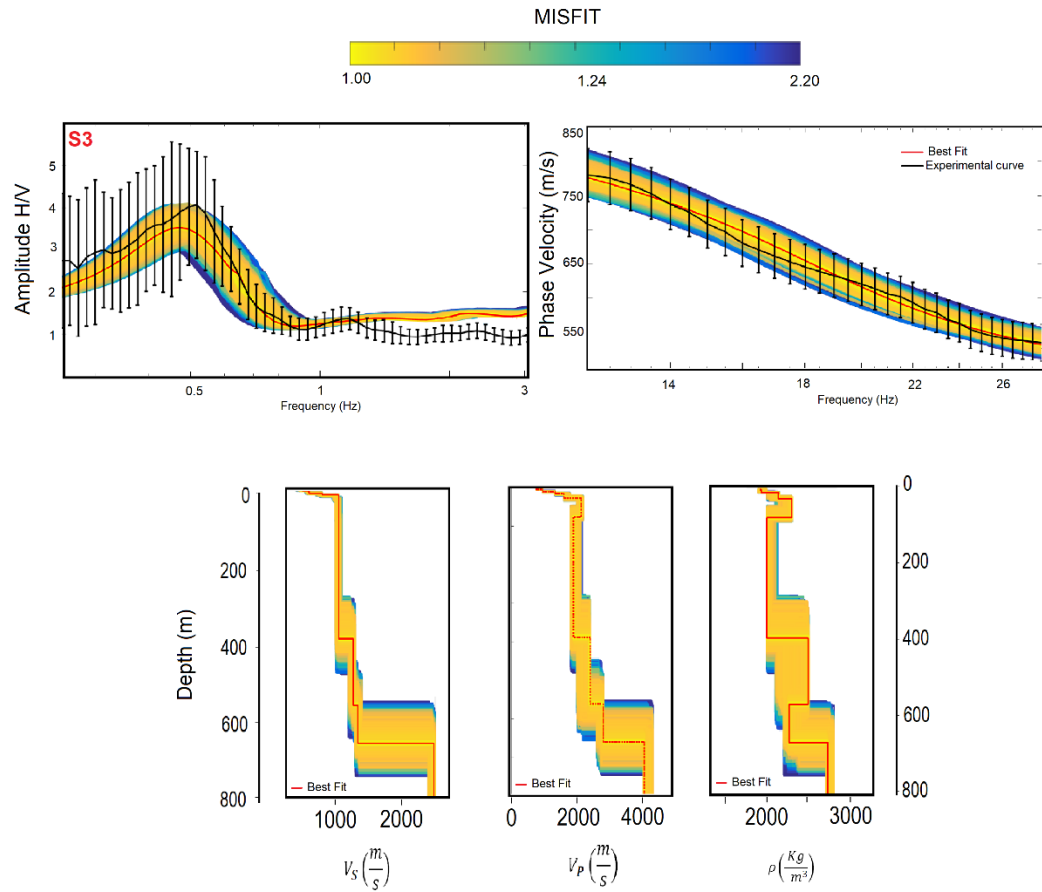 MISFIT
1.00 1.24 2.20
S3
Amplitude H/V
5
4
3
2
1
0.5 1 3
Frequency (Hz)
Phase Velocity (m/s)
850
750
650
550
Best Fit
Experimental curve
14 18 22 26
Frequency (Hz)
Depth (m)
0
200
400
600
800
Best Fit
1000 2000
V_S (m/s)
Best Fit
0 2000 4000
V_P (m/s)
Best Fit
2000 3000
ρ (Kg/m³)
0
200
400
600
800